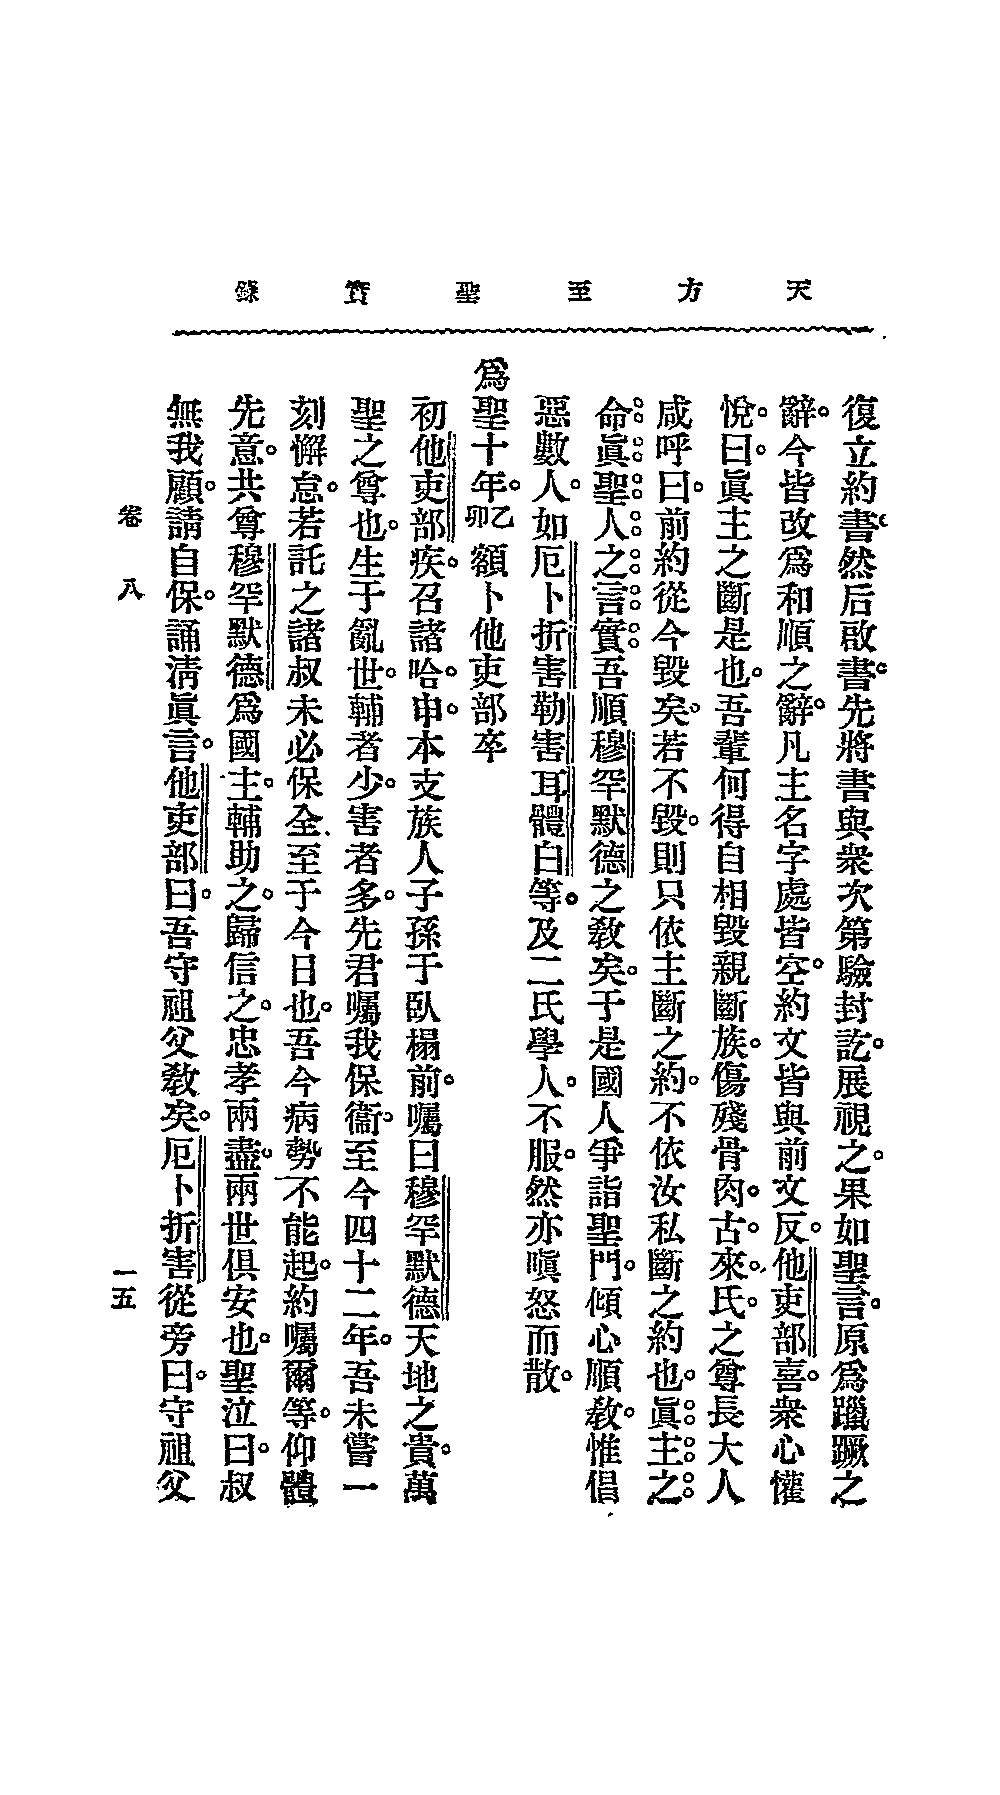 天方至聖實錄
復立約書。然后啟書。先將書與衆次第驗封訖。展視之。果如聖言。原爲躐蹶之
辭。今皆改爲和順之辭。凡主名字處皆空。約文皆與前文反。他吏部喜。衆心懽
悅。曰。眞主之斷是也。吾輩何得自相毀親斷族。傷殘骨肉。古。來。氏。之尊長大人
咸呼曰。前約從今毀矣。若不毀。則只依主斷之約。不依汝私斷之約也。眞主之
命眞聖人之言實吾順穆罕默德之敎矣。于是國人爭詣聖門。傾心順敎。惟倡
惡數人。如厄卜折害勒害耳體白等。及二氏學人。不服。然亦嗔怒而散。
爲聖十年。乙卯額卜他吏部卒
初他吏部疾。召諸哈。申。本支族人子孫于臥榻前。囑曰穆罕默德天地之貴。萬
聖之尊也。生于亂世。輔者少。害者多。先君囑我保衞。至今四十二年。吾未嘗一
刻懈怠。若託之諸叔未必保全。至于今日也。吾今病勢不能起。約囑爾等。仰體
先意。共尊穆罕默德爲國主。輔助之。歸信之。忠孝兩盡。兩世俱安也。聖泣曰。叔
無我顧。請自保。誦淸眞言。他吏部曰。吾守祖父敎矣。厄卜折害從旁曰。守祖父
卷八
一五